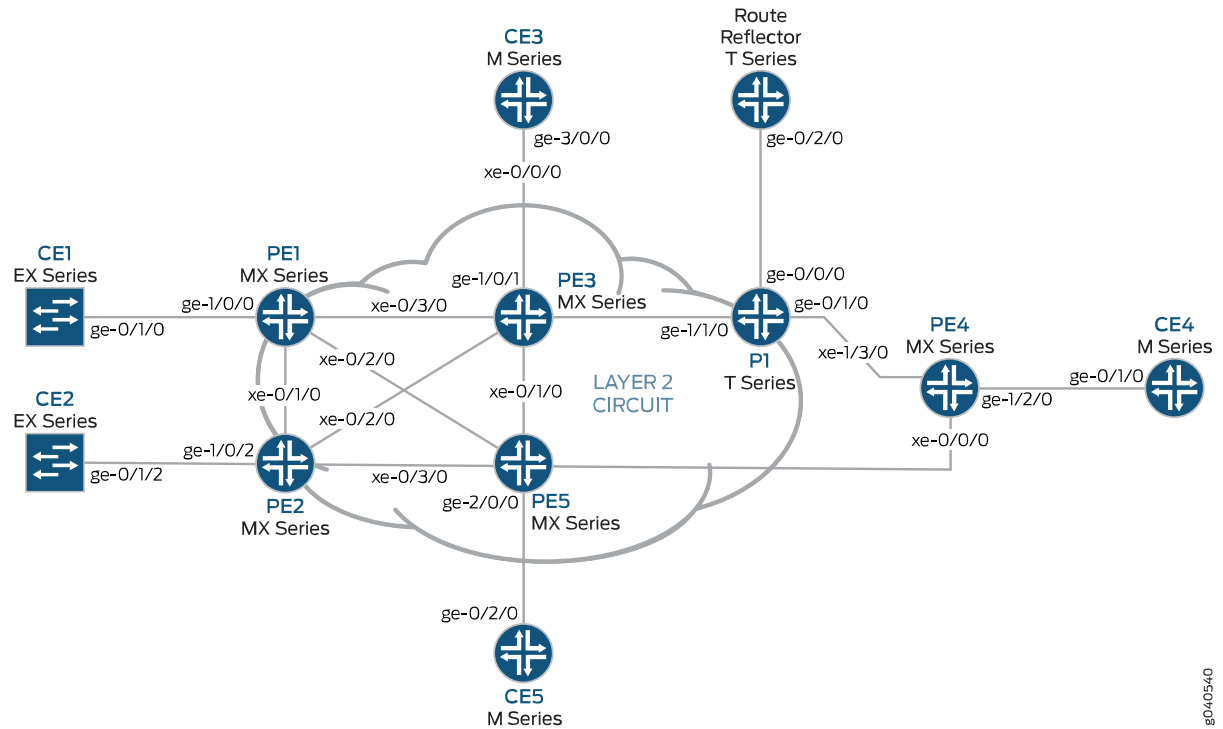 Route
Reflector
T Series
CE3
M Series
ge-3/0/0
ge-0/2/0
xe-0/0/0
CE1
EX Series
PE1
MX Series
ge-1/0/0
ge-0/1/0
xe-0/3/0
ge-1/0/1
PE3
MX Series
ge-0/0/0
ge-0/1/0
ge-1/1/0
P1
T Series
xe-1/3/0
PE4
MX Series
CE4
M Series
ge-0/1/0
ge-1/2/0
xe-0/0/0
xe-0/2/0
xe-0/1/0
xe-0/1/0
LAYER 2
CIRCUIT
CE2
EX Series
xe-0/2/0
ge-1/0/2
ge-0/1/2
PE2
MX Series
xe-0/3/0
ge-2/0/0
PE5
MX Series
ge-0/2/0
CE5
M Series
g040540